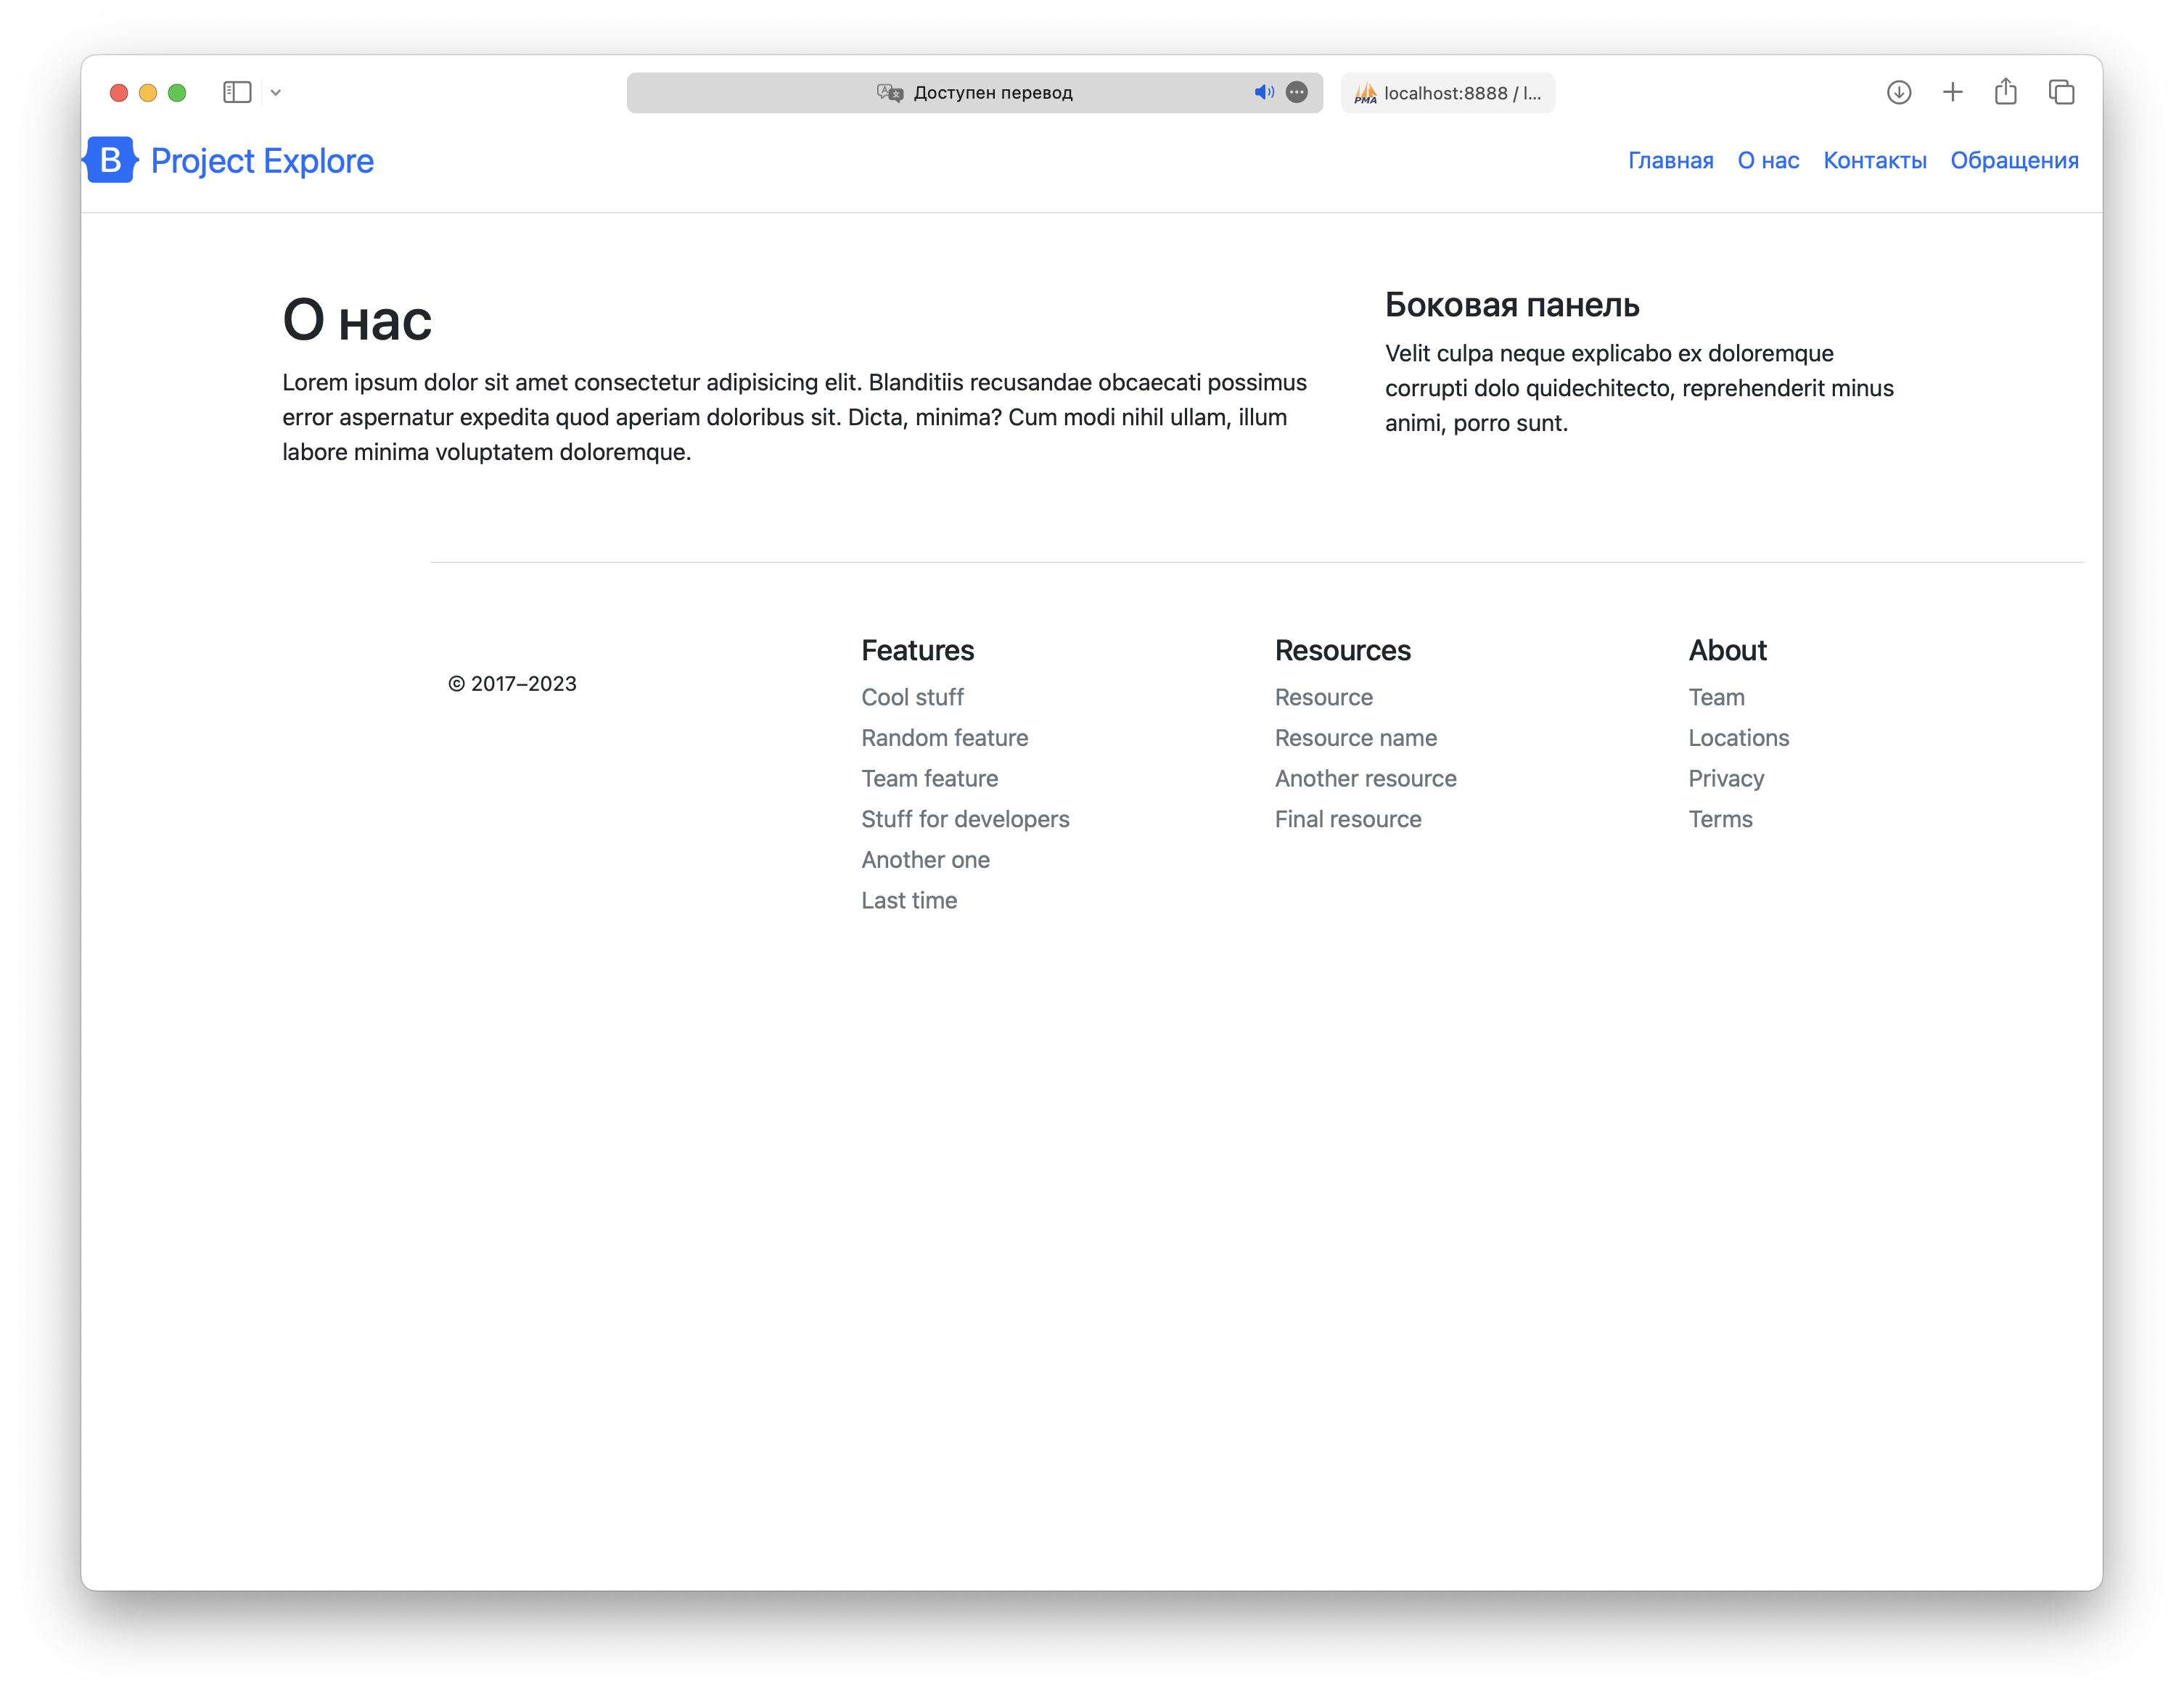 Доступен перевод
PMA localhost:8888 / l...
B Project Explore
Главная О нас Контакты Обращения
О нас
Lorem ipsum dolor sit amet consectetur adipisicing elit. Blanditiis recusandae obcaecati possimus
error aspernatur expedita quod aperiam doloribus sit. Dicta, minima? Cum modi nihil ullam, illum
labore minima voluptatem doloremque.
Боковая панель
Velit culpa neque explicabo ex doloremque
corrupti dolo quidechitecto, reprehenderit minus
animi, porro sunt.
© 2017–2023
Features
Cool stuff
Random feature
Team feature
Stuff for developers
Another one
Last time
Resources
Resource
Resource name
Another resource
Final resource
About
Team
Locations
Privacy
Terms